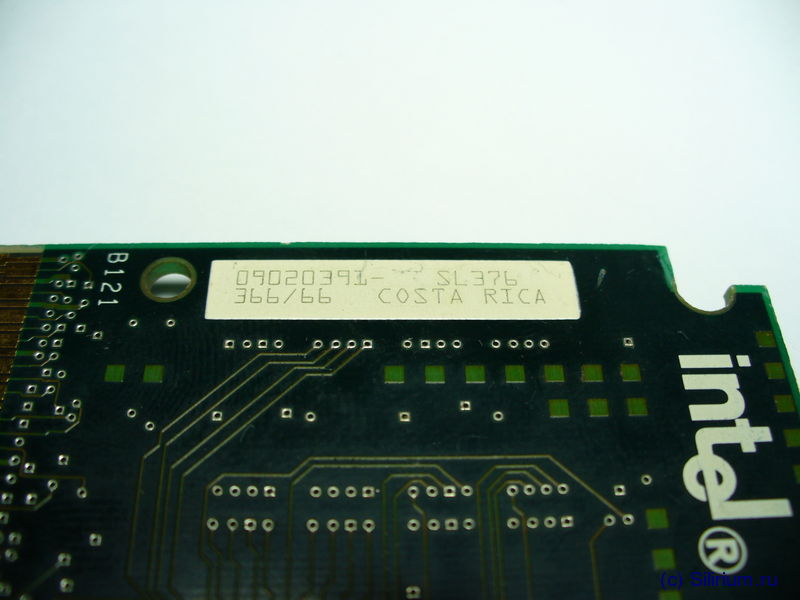 B121
09020391- SL376
366/66 COSTA RICA
intel®
(c) Silirium.ru